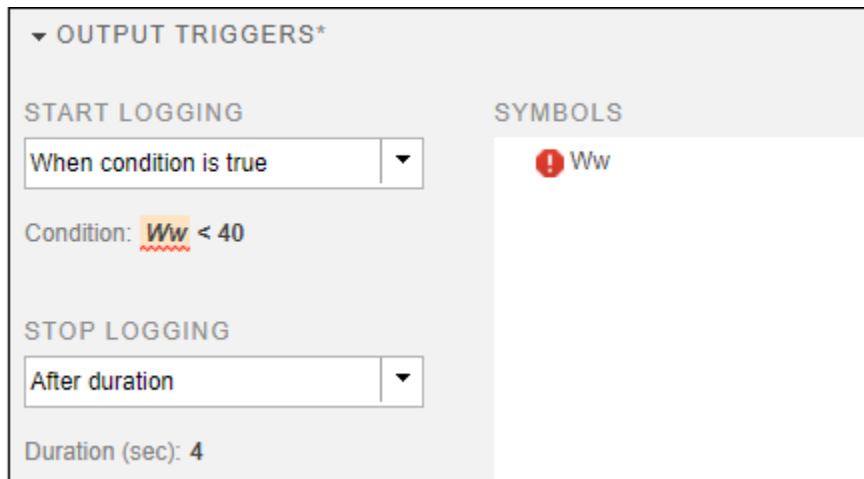 OUTPUT TRIGGERS*
START LOGGING
When condition is true
Condition: Ww < 40
STOP LOGGING
After duration
Duration (sec): 4
SYMBOLS
Ww